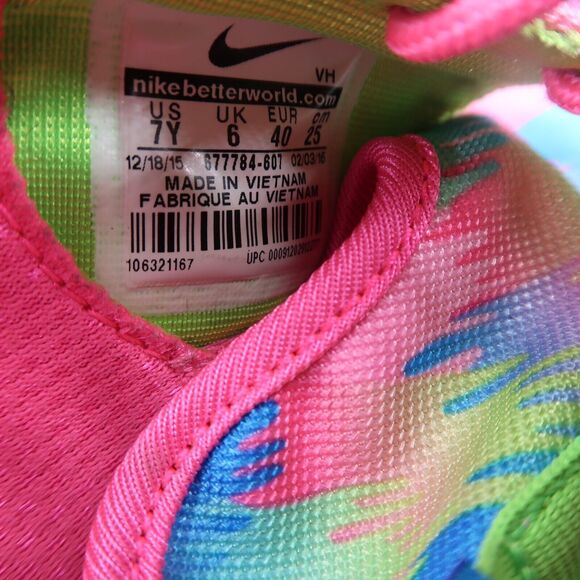 VH
nikebetterworld.com
US UK EUR cm
7Y 6 40 25
12/18/15 677784-607 02/03/16
MADE IN VIETNAM
FABRIQUE AU VIETNAM
106321167 UPC